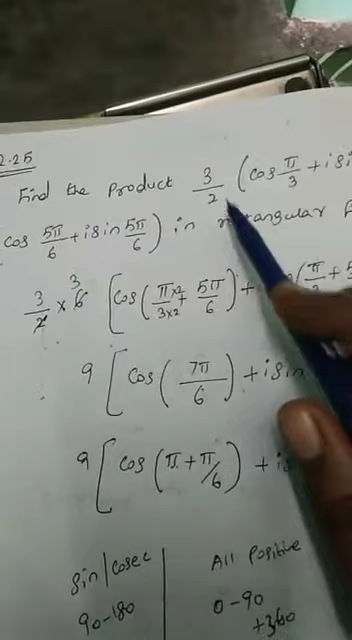 2.25
Find the product 3/2 (cos π/3 + i si
cos 5π/6 + i sin 5π/6) in
3/2 × 6 3 [cos (π×2/3×2 + 5π/6) +
9 [cos (7π/6) + i sin
9 [cos (π + π/6) + i
sin/cosec
All Positive
90-180
0-90
+360